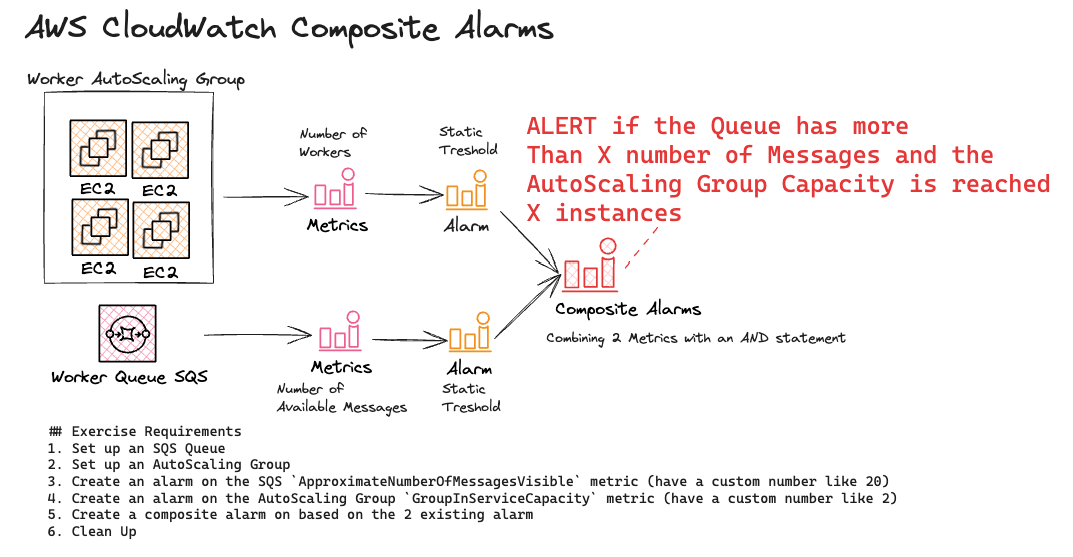 AWS CloudWatch Composite Alarms
Worker AutoScaling Group
EC2
EC2
EC2
EC2
Number of
Workers
Metrics
Static
Treshold
Alarm
ALERT if the Queue has more
Than X number of Messages and the
AutoScaling Group Capacity is reached
X instances
Composite Alarms
Combining 2 Metrics with an AND statement
Worker Queue SQS
Metrics
Number of
Available Messages
Alarm
Static
Treshold
## Exercise Requirements
1. Set up an SQS Queue
2. Set up an AutoScaling Group
3. Create an alarm on the SQS `ApproximateNumberOfMessagesVisible` metric (have a custom number like 20)
4. Create an alarm on the AutoScaling Group `GroupInServiceCapacity` metric (have a custom number like 2)
5. Create a composite alarm on based on the 2 existing alarm
6. Clean Up